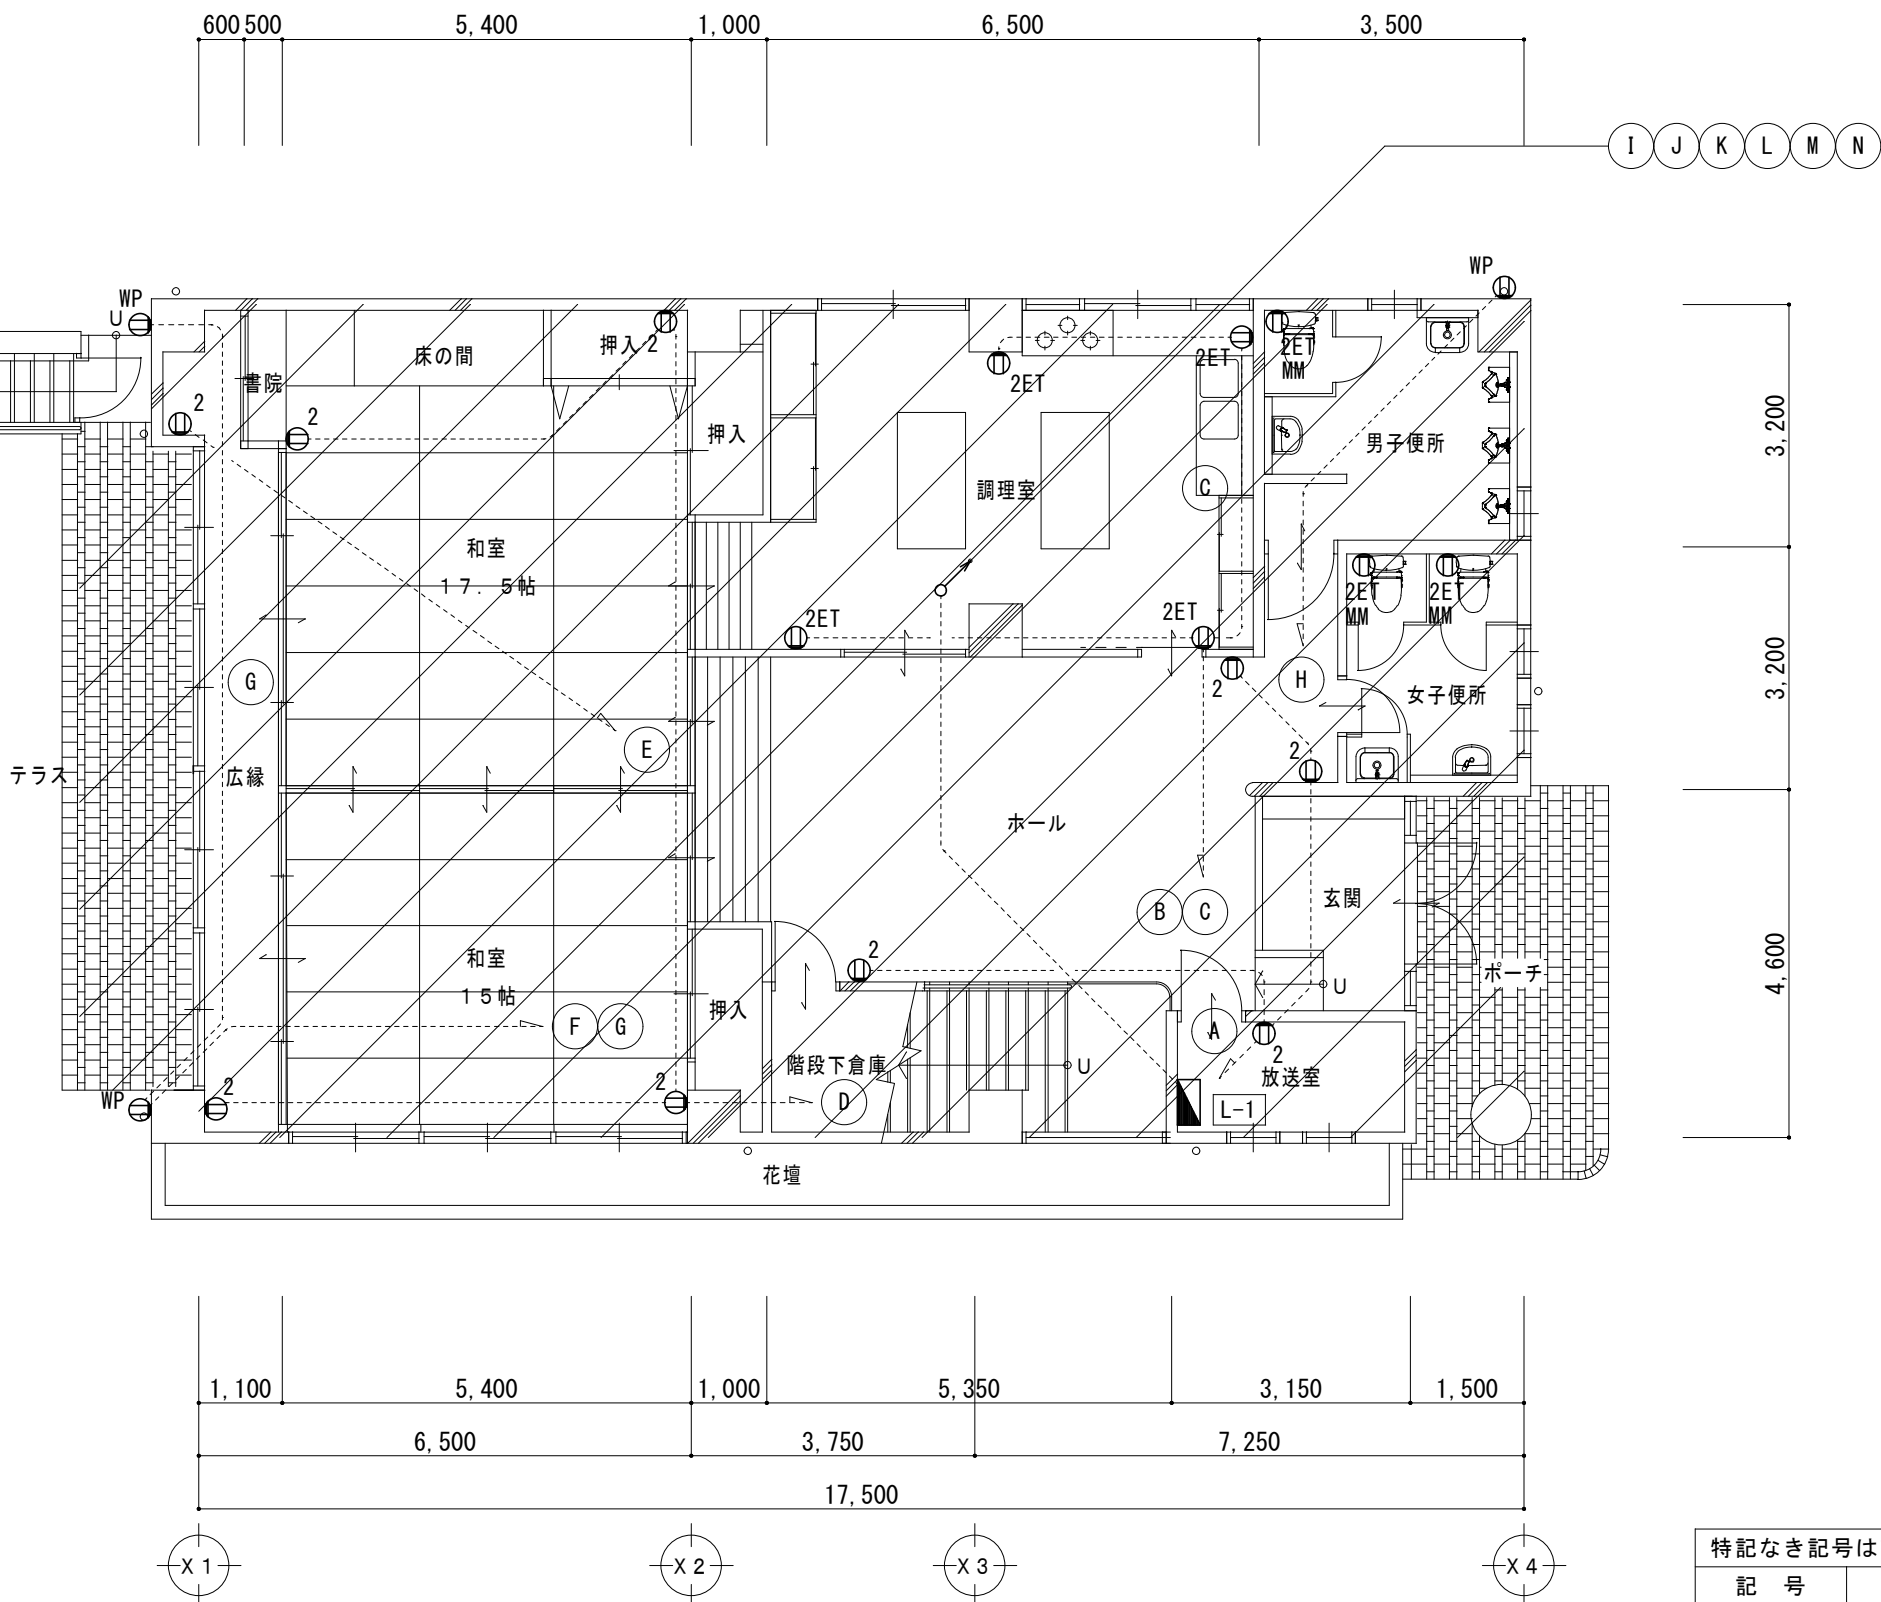 600 500 5,400 1,000 6,500 3,500
I J K L M N
WP
WP
U
床の間
押入 2
2ET
2ET
2ET
MM
書院
2
2
押入
男子便所
3,200
調理室
C
和室
１７．５帖
2ET
MM
2ET
MM
2ET
2ET
G
2
H
女子便所
3,200
E
2
テラス
広縁
ホール
玄関
B C
和室
2
ポーチ
4,600
１５帖
押入
U
F G
A
2
階段下倉庫
U
放送室
WP
2
2
D
L-1
花壇
1,100 5,400 1,000 5,350 3,150 1,500
6,500 3,750 7,250
17,500
X1 X2 X3 X4
特記なき記号は
記 号